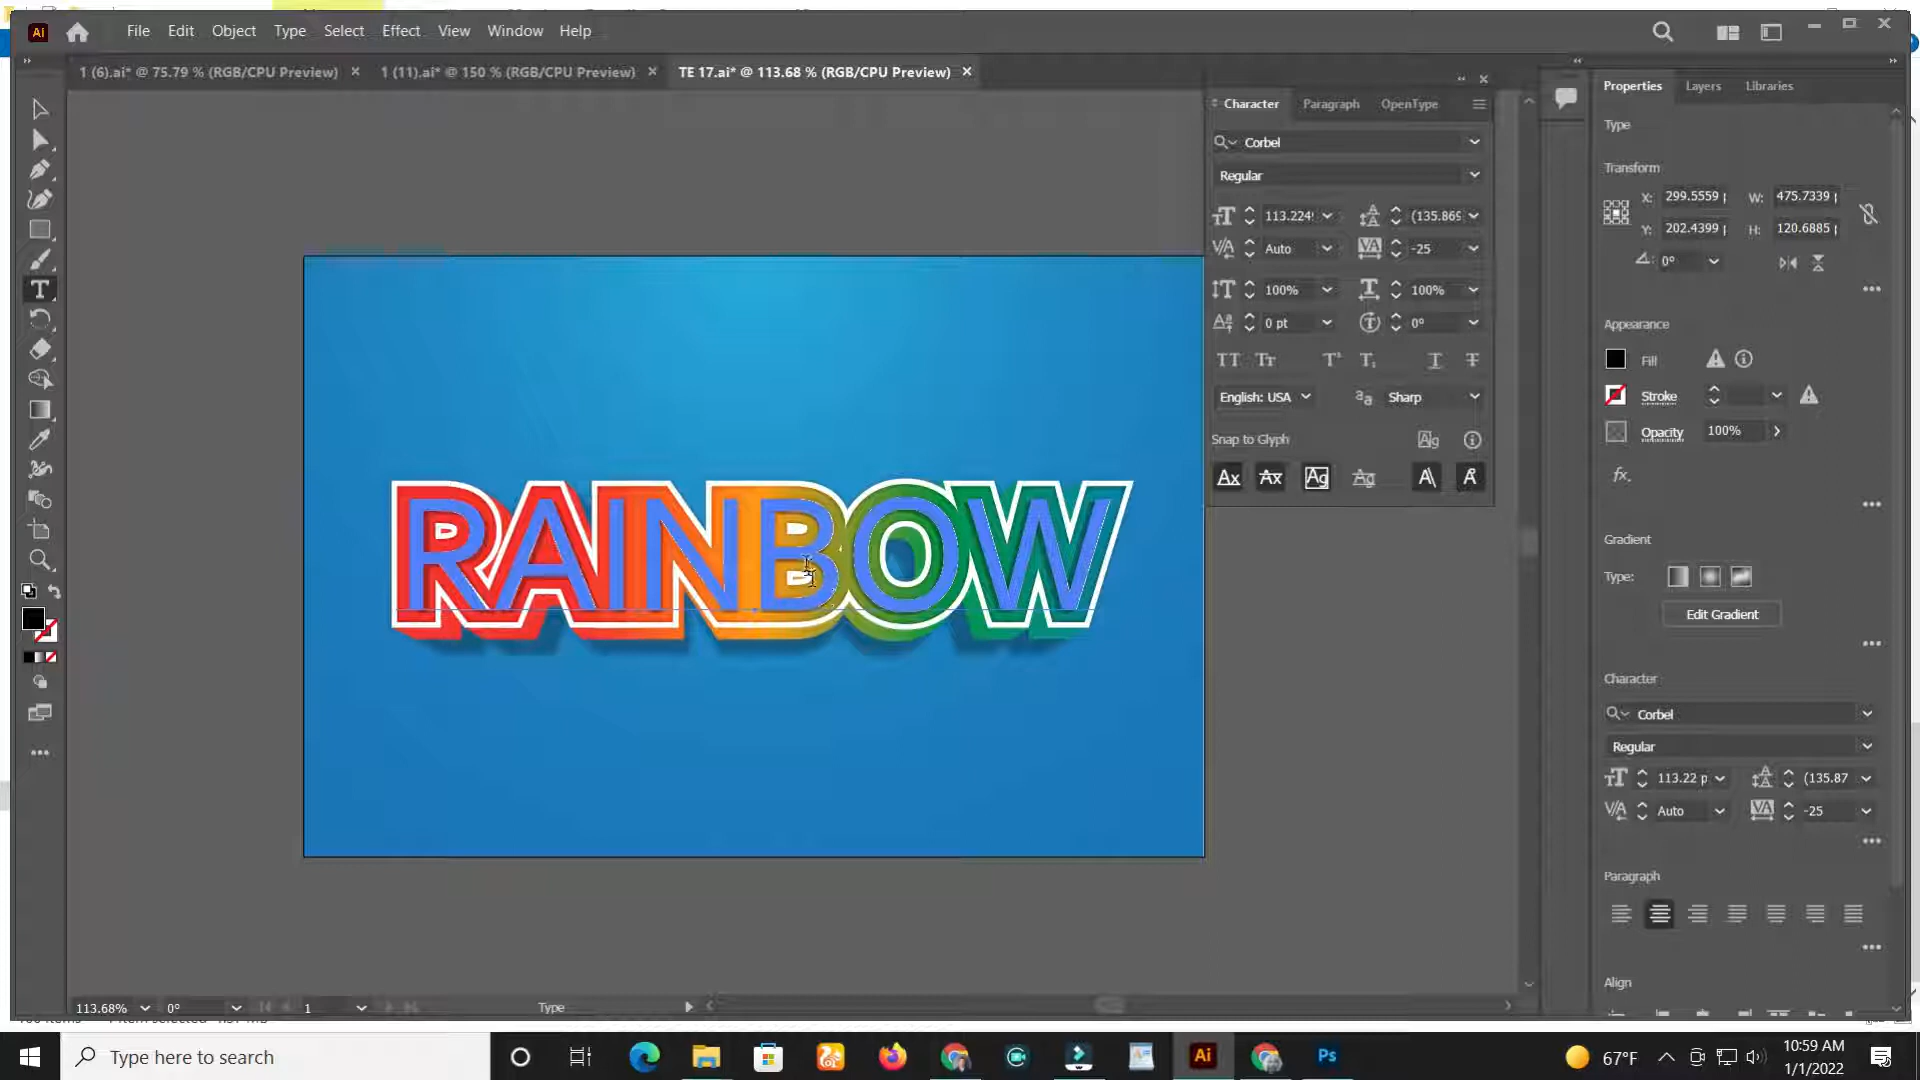 Ai File Edit Object Type Select Effect View Window Help
1 (6).ai* @ 75.79 % (RGB/CPU Preview) × 1 (11).ai* @ 150 % (RGB/CPU Preview) × TE 17.ai* @ 113.68 % (RGB/CPU Preview) ×
Character Paragraph OpenType
Corbel
Regular
113.224 (135.869
Auto -25
100% 100%
0 pt 0°
English: USA Sharp
Snap to Glyph
Properties Layers Libraries
Type
Transform
X: 299.5559 W: 475.7339
Y: 202.4399 H: 120.6885
0°
Appearance
Fill
Stroke
Opacity 100%
fx.
Gradient
Type:
Edit Gradient
Character
Corbel
Regular
113.22 p (135.87
Auto -25
Paragraph
Align
RAINBOW
113.68% 0° 1 Type
Type here to search
Ai Ps
67°F
10:59 AM
1/1/2022